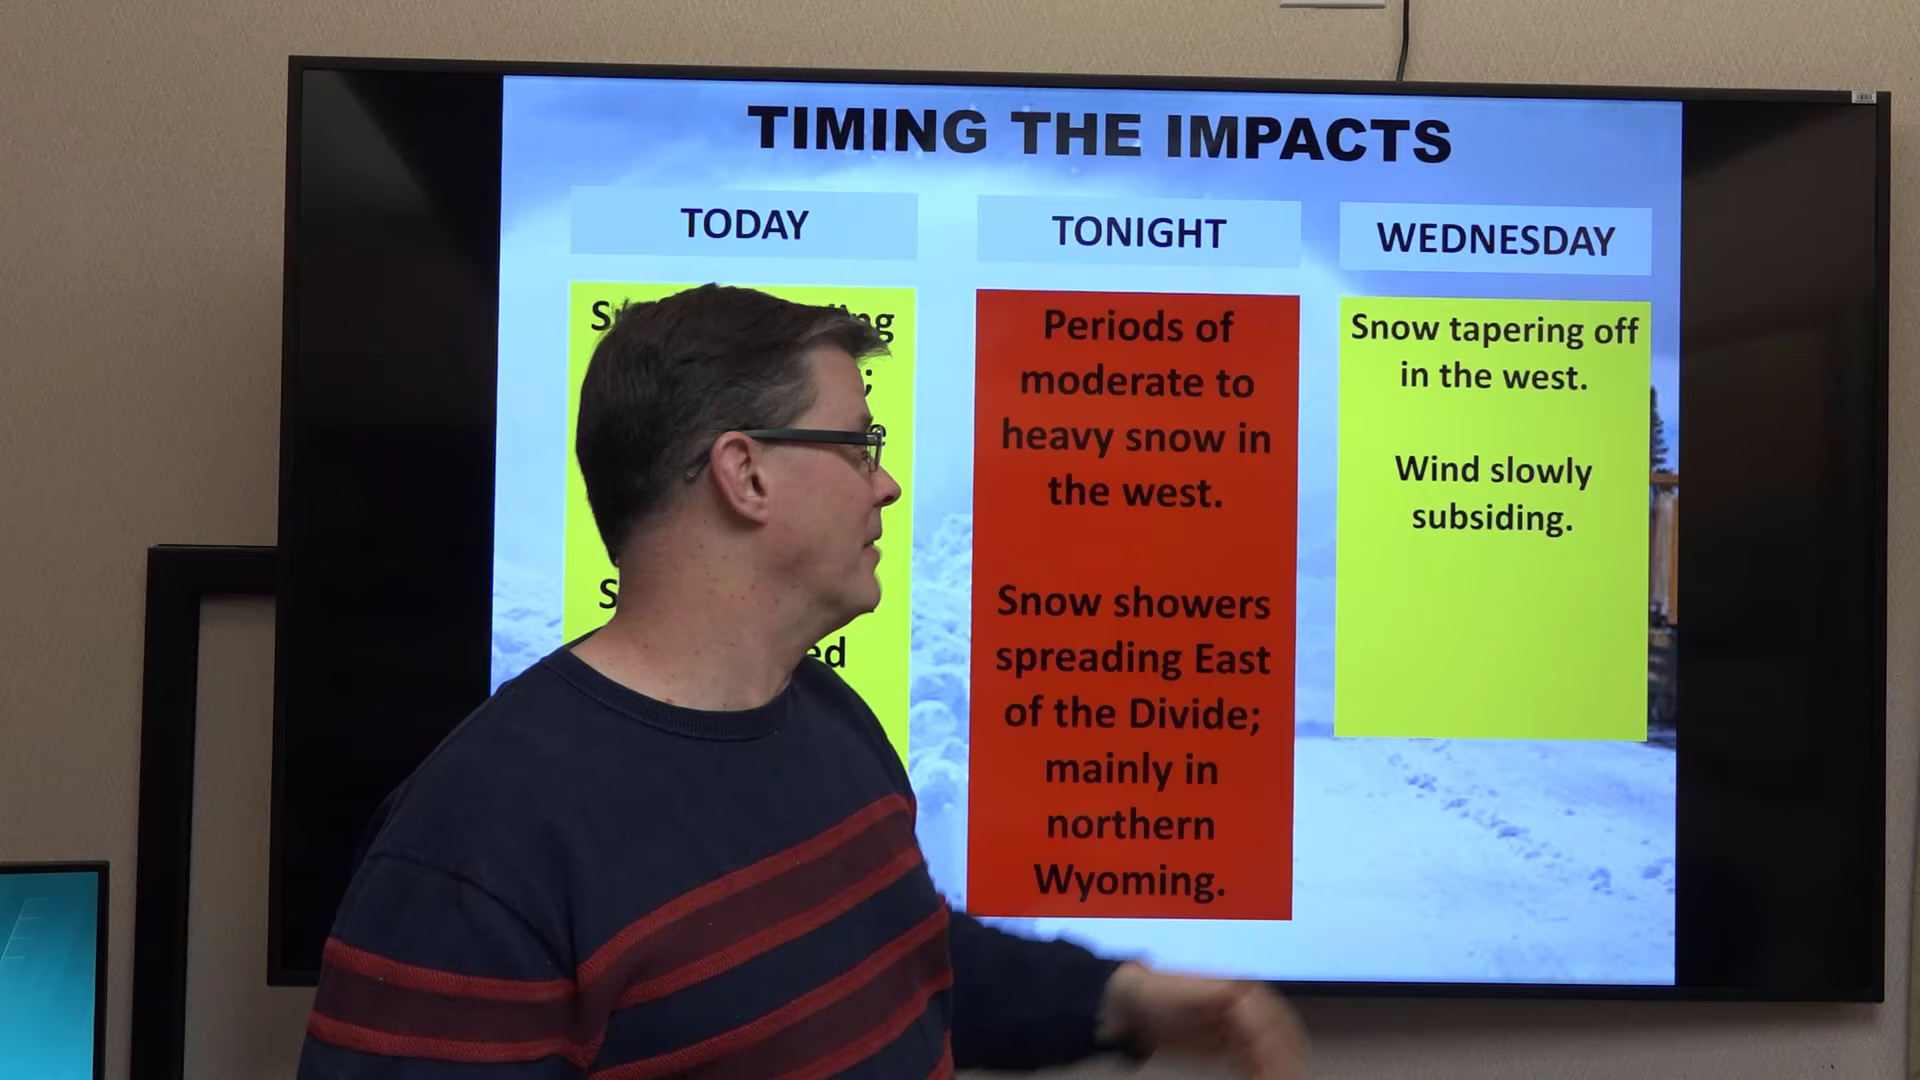 TIMING THE IMPACTS
TODAY
TONIGHT
WEDNESDAY
Periods of
moderate to
heavy snow in
the west.
Snow showers
spreading East
of the Divide;
mainly in
northern
Wyoming.
Snow tapering off
in the west.
Wind slowly
subsiding.